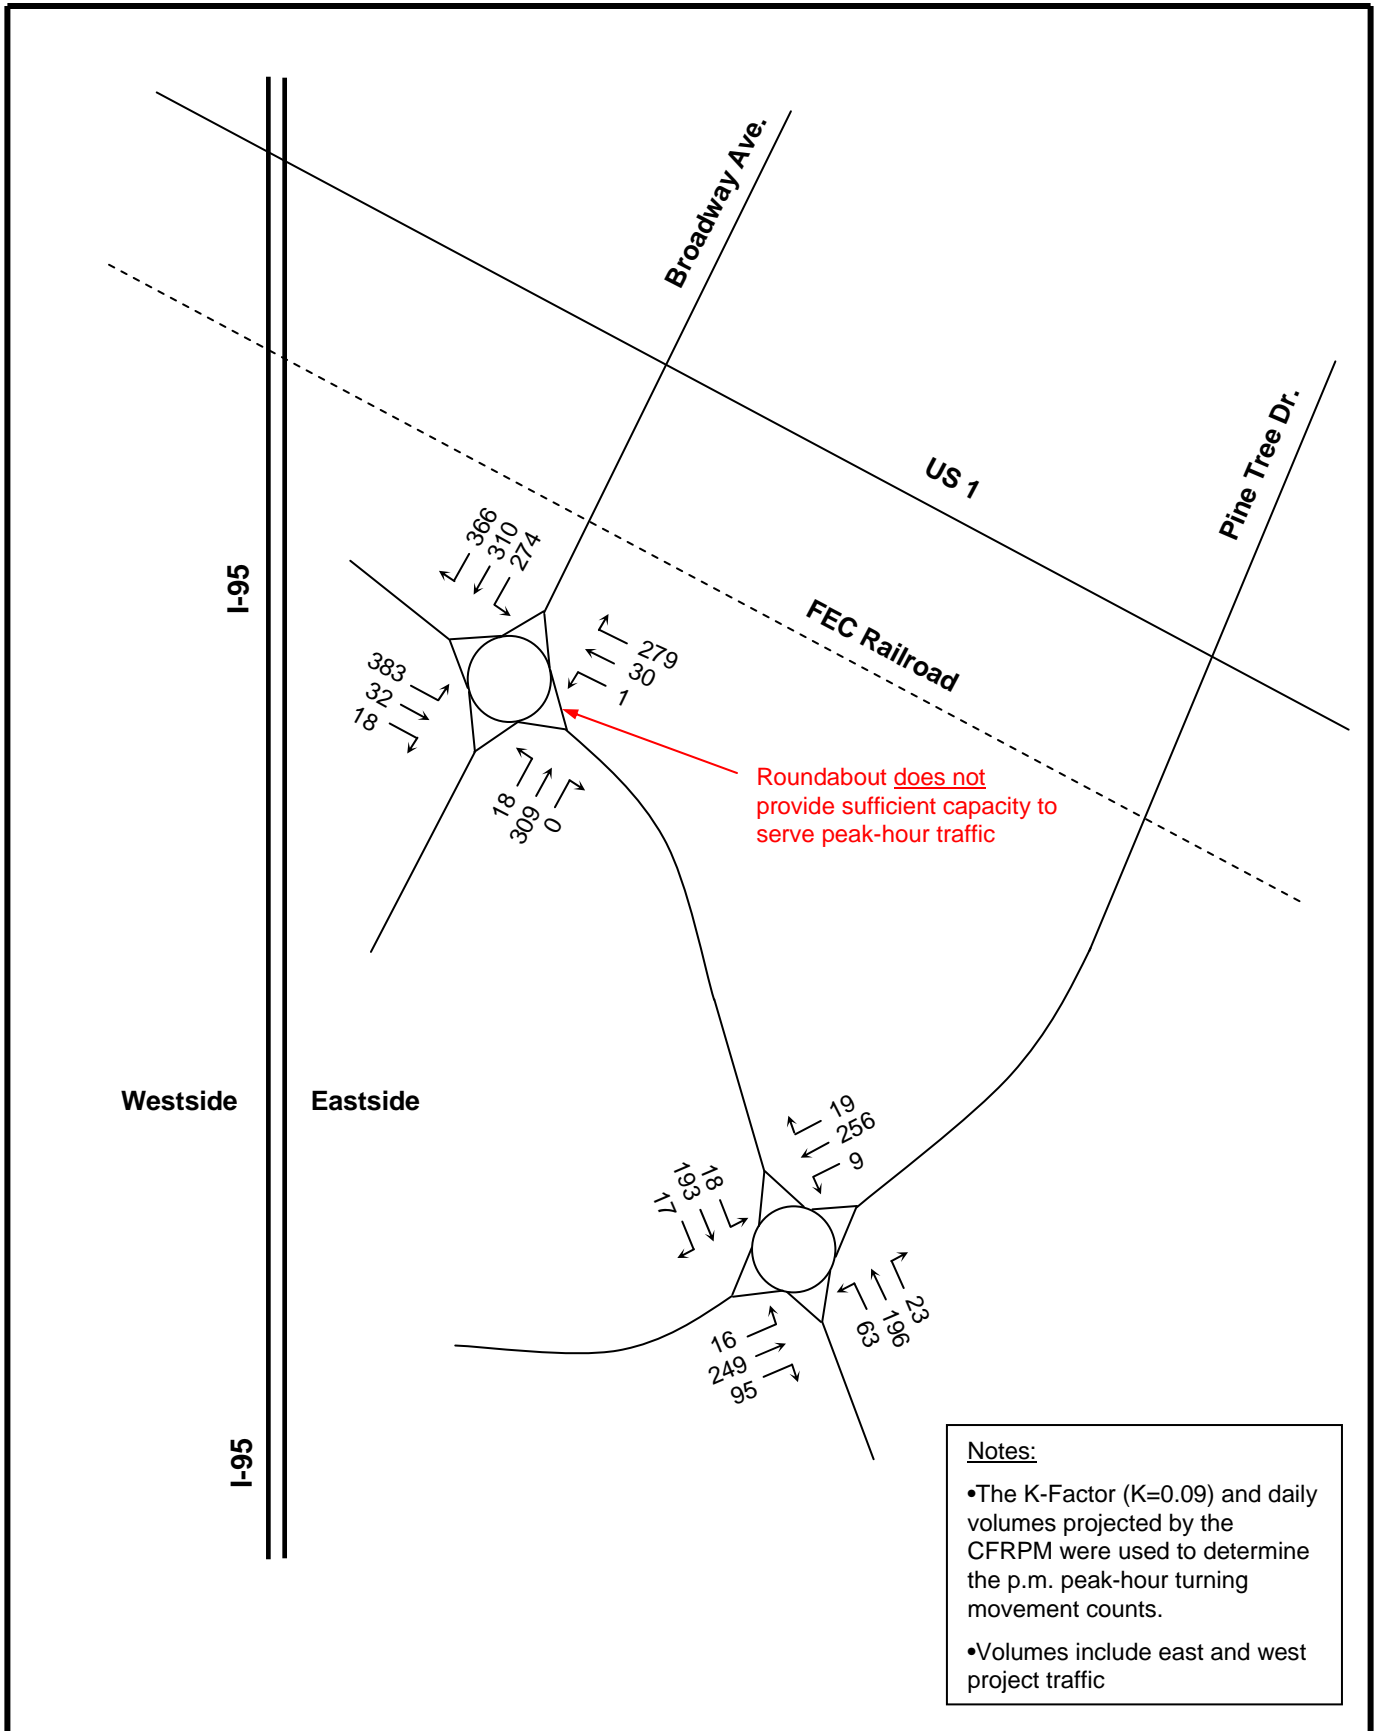 Broadway Ave.
Pine Tree Dr.
US 1
FEC Railroad
I-95
366
310
274
279
30
1
383
32
18
18
309
0
Roundabout does not
provide sufficient capacity to
serve peak-hour traffic
Westside
Eastside
19
256
9
18
193
17
23
196
63
16
249
95
I-95
Notes:
•The K-Factor (K=0.09) and daily
volumes projected by the
CFRPM were used to determine
the p.m. peak-hour turning
movement counts.
•Volumes include east and west
project traffic